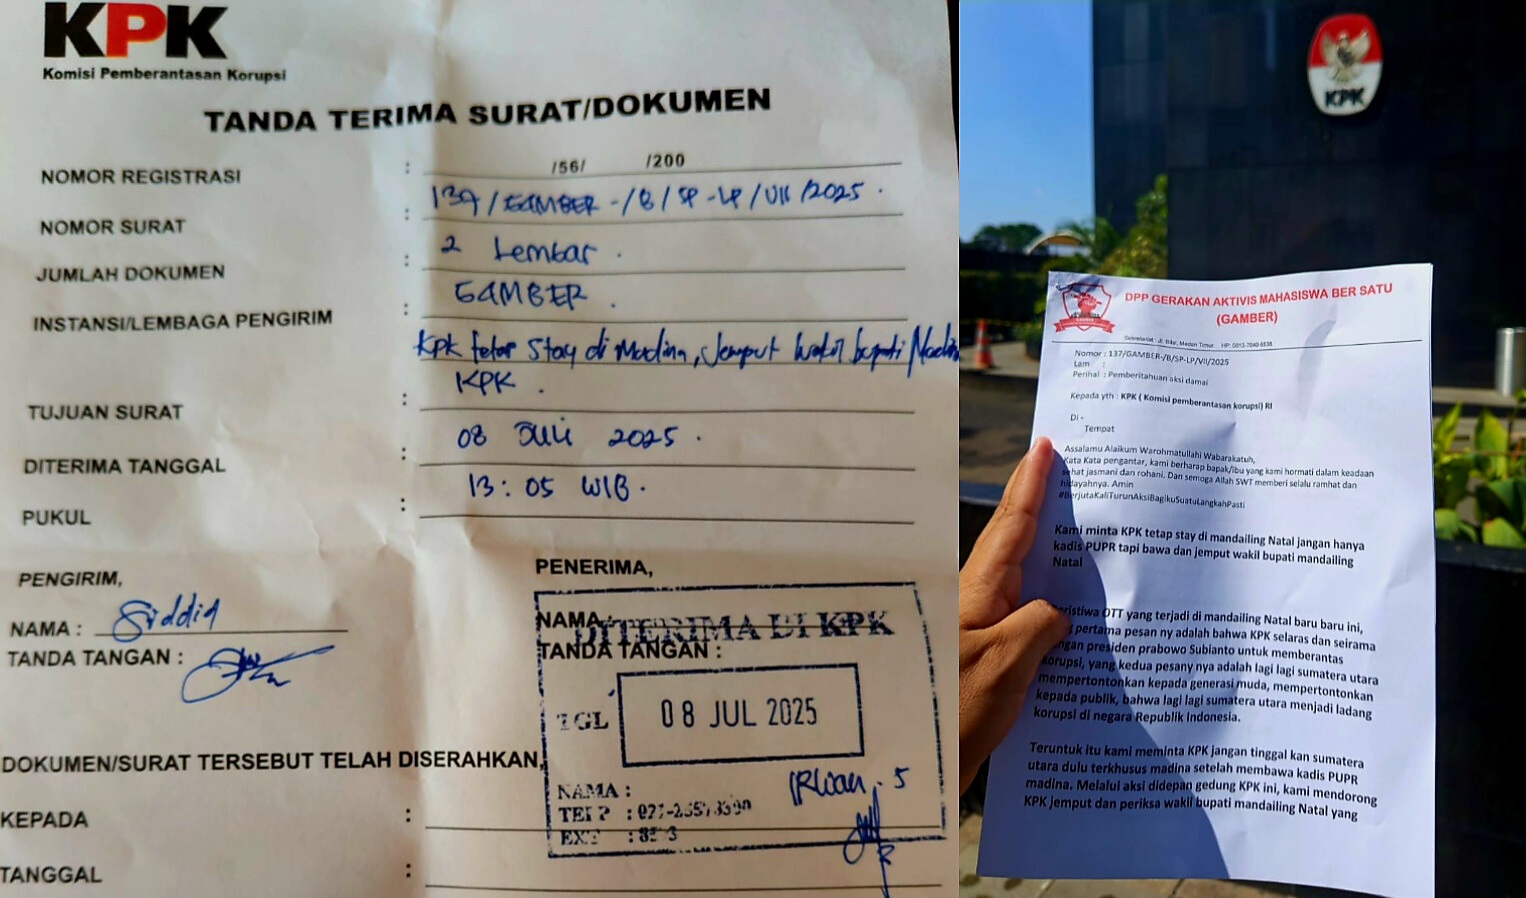 KPK
Komisi Pemberantasan Korupsi
TANDA TERIMA SURAT/DOKUMEN
NOMOR REGISTRASI : /56/ /200
NOMOR SURAT : 137/GAMBER-/B/SP-LP/VII/2025.
JUMLAH DOKUMEN : 2 Lembar.
INSTANSI/LEMBAGA PENGIRIM : GAMBER.
Kpk tetap stay di Madina, Jemput wakil bupati Madina
TUJUAN SURAT : KPK.
DITERIMA TANGGAL : 08 JULI 2025.
PUKUL : 13:05 WIB.
PENGIRIM,
NAMA : Siddiq
TANDA TANGAN :
PENERIMA,
NAMA
TANDA TANGAN :
DITERIMA DI KPK
TGL 08 JUL 2025
NAMA :
TELP :
EXT :
Irwan. S
DOKUMEN/SURAT TERSEBUT TELAH DISERAHKAN,
KEPADA :
TANGGAL :
KPK
DPP GERAKAN AKTIVIS MAHASISWA BER SATU
(GAMBER)
Nomor : 137/GAMBER-/B/SP-LP/VII/2025
Lam :
Perihal : Pemberitahuan aksi damai
Kepada yth : KPK ( Komisi pemberantasan korupsi) RI
Di -
Tempat
Assalamu Alaikum Warohmatullahi Wabarakatuh,
Kata Kata pengantar, kami berharap bapak/ibu yang kami hormati dalam keadaan
sehat jasmani dan rohani. Dan semoga Allah SWT memberi selalu ramhat dan
hidayahnya. Amin
#BerjutaKaliTurunAksiBagikuSuatuLangkahPasti
Kami minta KPK tetap stay di mandailing Natal jangan hanya
kadis PUPR tapi bawa dan jemput wakil bupati mandailing
Natal
Peristiwa OTT yang terjadi di mandailing Natal baru baru ini,
pertama pesan ny adalah bahwa KPK selaras dan seirama
dengan presiden prabowo Subianto untuk memberantas
korupsi, yang kedua pesany nya adalah lagi lagi sumatera utara
mempertontonkan kepada generasi muda, mempertontonkan
kepada publik, bahwa lagi lagi sumatera utara menjadi ladang
korupsi di negara Republik Indonesia.
Teruntuk itu kami meminta KPK jangan tinggal kan sumatera
utara dulu terkhusus madina setelah membawa kadis PUPR
madina. Melalui aksi didepan gedung KPK ini, kami mendorong
KPK jemput dan periksa wakil bupati mandailing Natal yang